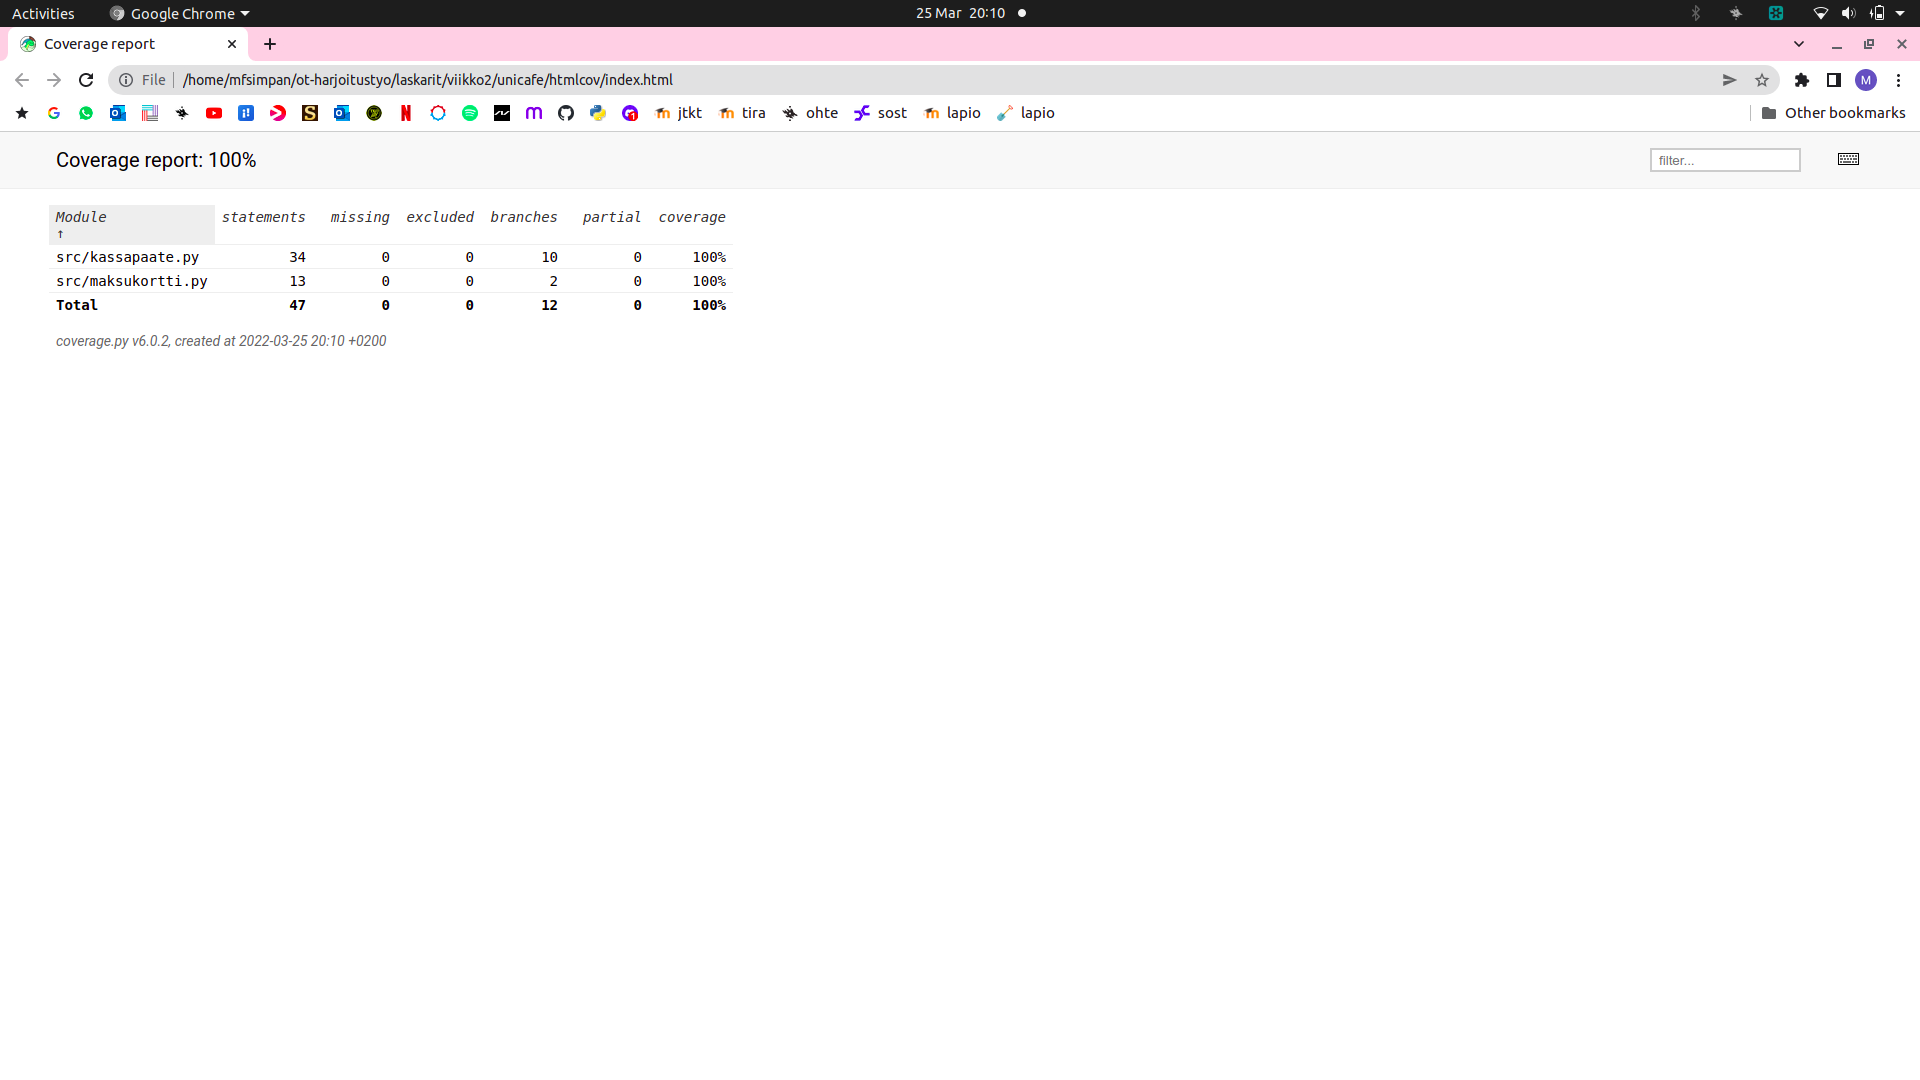 Activities Google Chrome 25 Mar 20:10
Coverage report
File /home/mfsimpan/ot-harjoitustyo/laskarit/viikko2/unicafe/htmlcov/index.html M
jtkt tira ohte sost lapio lapio Other bookmarks
Coverage report: 100% filter...
Module ↑ statements missing excluded branches partial coverage
src/kassapaate.py 34 0 0 10 0 100%
src/maksukortti.py 13 0 0 2 0 100%
Total 47 0 0 12 0 100%
coverage.py v6.0.2, created at 2022-03-25 20:10 +0200